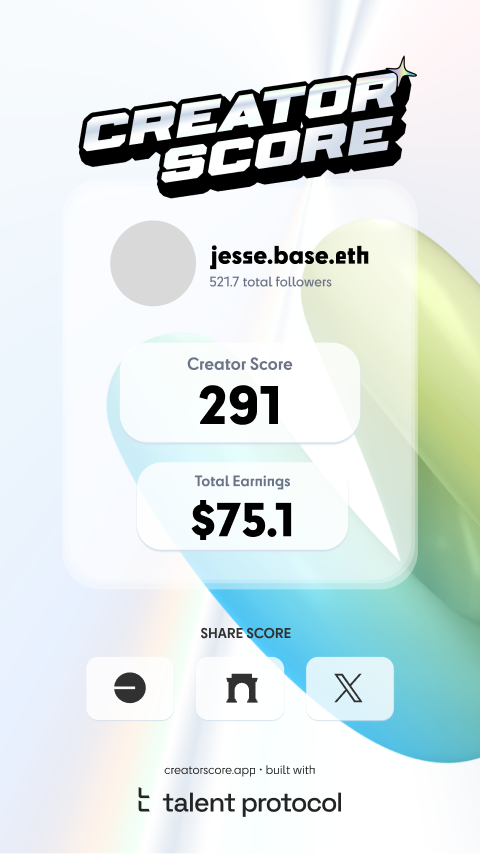 CREATOR
SCORE
jesse.base.eth
521.7 total followers
Creator Score
291
Total Earnings
$75.1
SHARE SCORE
creatorscore.app • built with
talent protocol